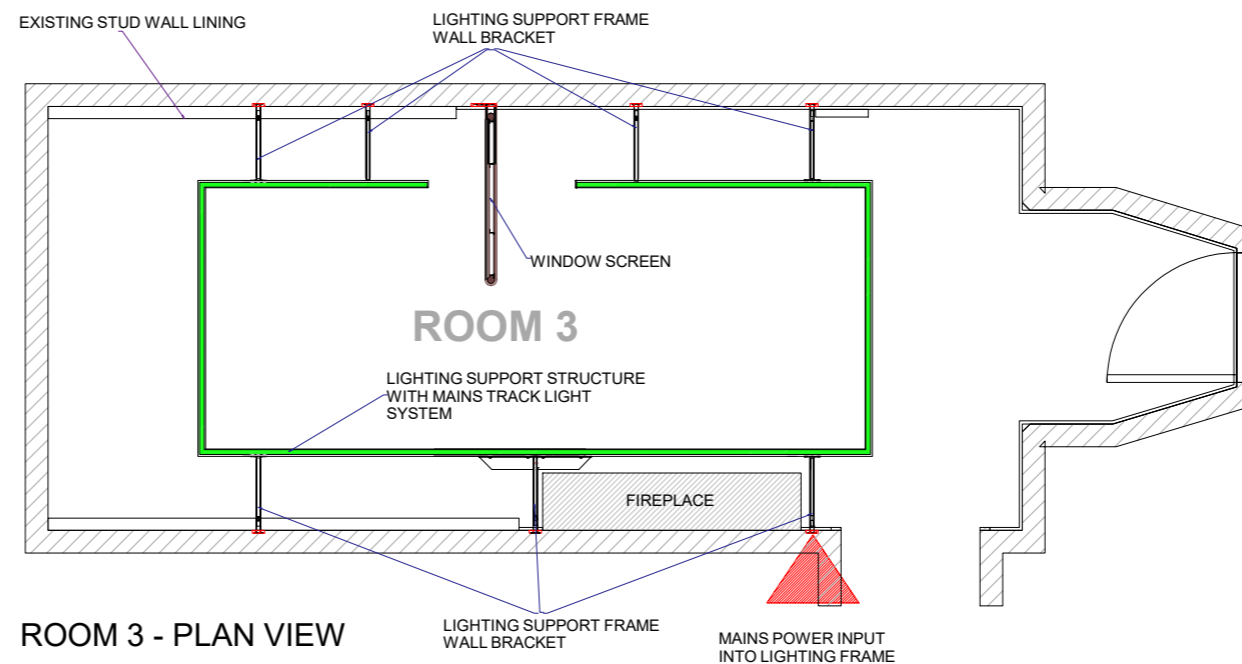 EXISTING STUD WALL LINING
LIGHTING SUPPORT FRAME
WALL BRACKET
WINDOW SCREEN
ROOM 3
LIGHTING SUPPORT STRUCTURE
WITH MAINS TRACK LIGHT
SYSTEM
FIREPLACE
ROOM 3 - PLAN VIEW
LIGHTING SUPPORT FRAME
WALL BRACKET
MAINS POWER INPUT
INTO LIGHTING FRAME